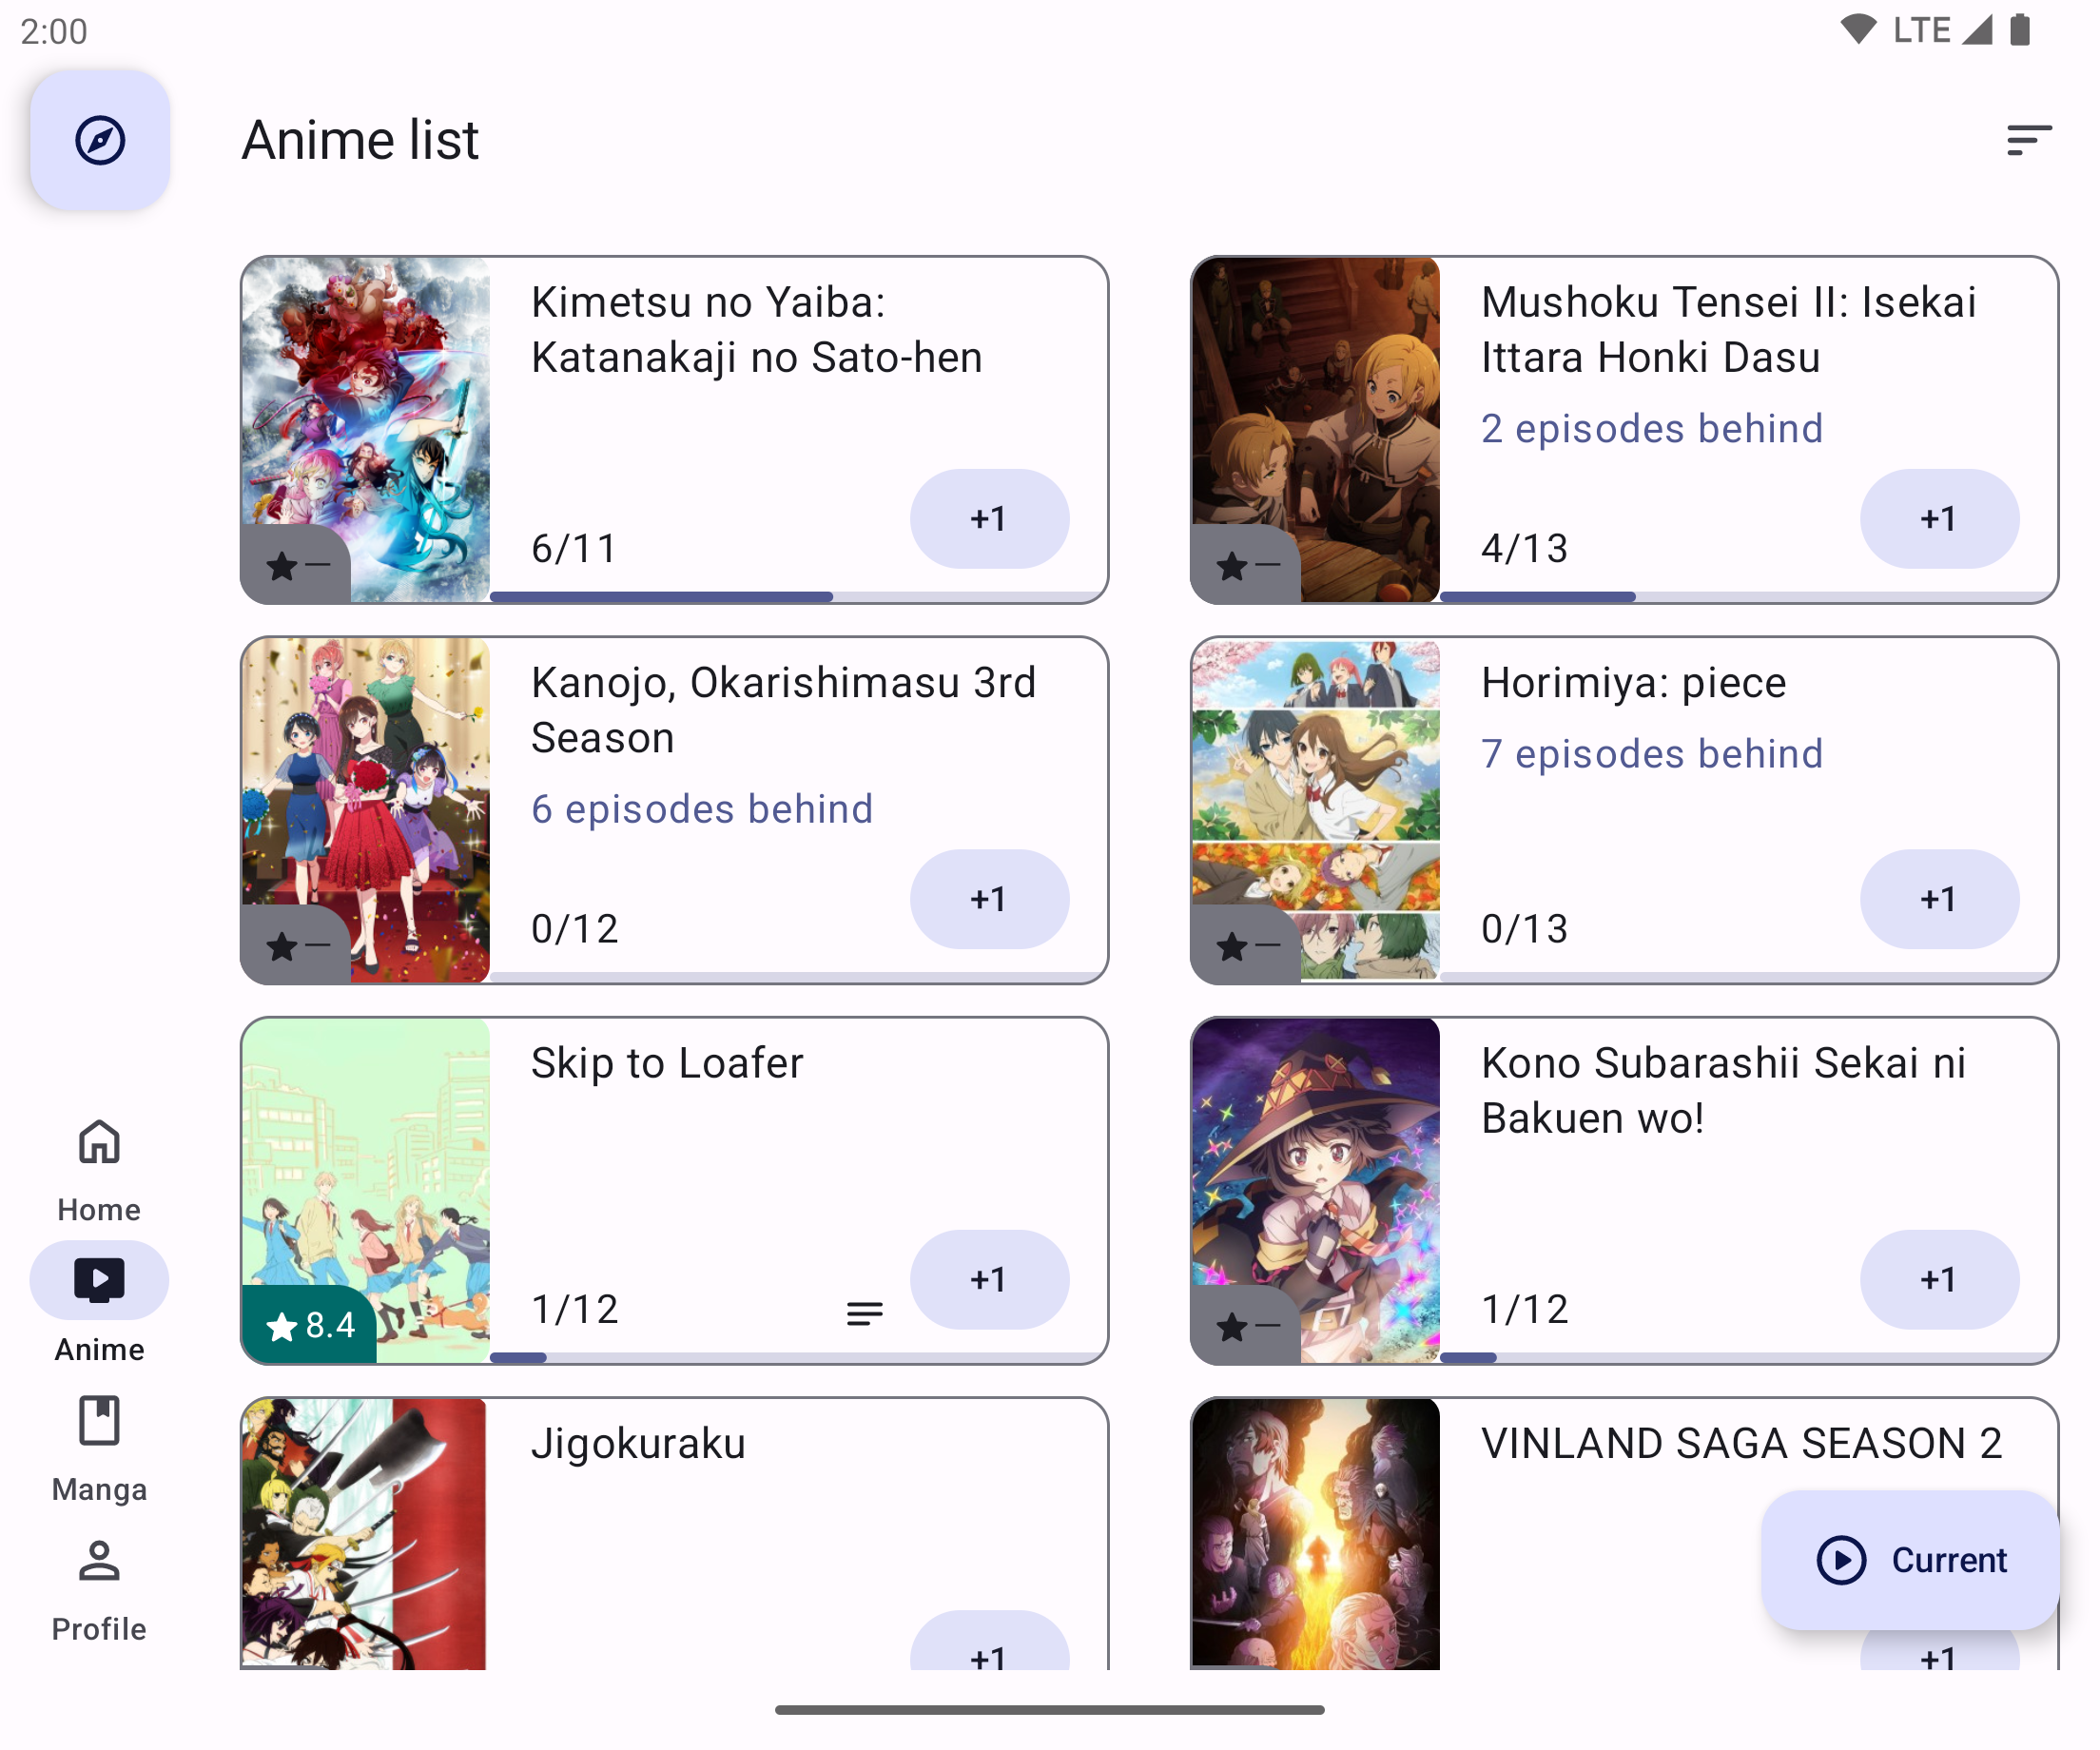 2:00
LTE
Anime list
Kimetsu no Yaiba:
Katanakaji no Sato-hen
6/11
+1
—
Mushoku Tensei II: Isekai
Ittara Honki Dasu
2 episodes behind
4/13
+1
—
Kanojo, Okarishimasu 3rd
Season
6 episodes behind
0/12
+1
—
Horimiya: piece
7 episodes behind
0/13
+1
—
Skip to Loafer
1/12
+1
8.4
Kono Subarashii Sekai ni
Bakuen wo!
1/12
+1
—
Jigokuraku
+1
VINLAND SAGA SEASON 2
+1
Current
Home
Anime
Manga
Profile